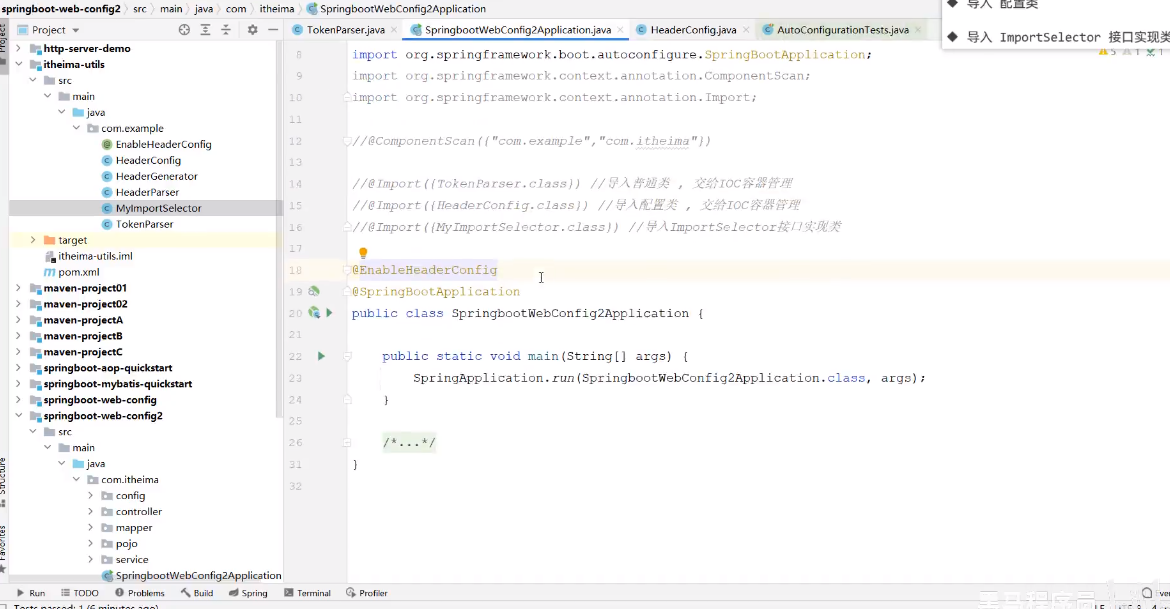 springboot-web-config2 › src › main › java › com › itheima › SpringbootWebConfig2Application
导入 配置类
导入 ImportSelector 接口实现类
Project
TokenParser.java
SpringbootWebConfig2Application.java
HeaderConfig.java
AutoConfigurationTests.java
http-server-demo
itheima-utils
src
main
java
com.example
EnableHeaderConfig
HeaderConfig
HeaderGenerator
HeaderParser
MyImportSelector
TokenParser
target
itheima-utils.iml
pom.xml
maven-project01
maven-project02
maven-projectA
maven-projectB
maven-projectC
springboot-aop-quickstart
springboot-mybatis-quickstart
springboot-web-config
springboot-web-config2
src
main
java
com.itheima
config
controller
mapper
pojo
service
SpringbootWebConfig2Application
8 import org.springframework.boot.autoconfigure.SpringBootApplication;
9 import org.springframework.context.annotation.ComponentScan;
10 import org.springframework.context.annotation.Import;
11
12 //@ComponentScan({"com.example","com.itheima"})
13
14 //@Import({TokenParser.class}) //导入普通类 , 交给IOC容器管理
15 //@Import({HeaderConfig.class}) //导入配置类 , 交给IOC容器管理
16 //@Import({MyImportSelector.class}) //导入ImportSelector接口实现类
17
18 @EnableHeaderConfig
19 @SpringBootApplication
20 public class SpringbootWebConfig2Application {
21
22 public static void main(String[] args) {
23 SpringApplication.run(SpringbootWebConfig2Application.class, args);
24 }
25
26 /*...*/
31 }
32
5 1 1
Project
Structure
Favorites
Run
TODO
Problems
Build
Spring
Terminal
Profiler
Tests passed: 1 (6 minutes ago)
黑马程序员